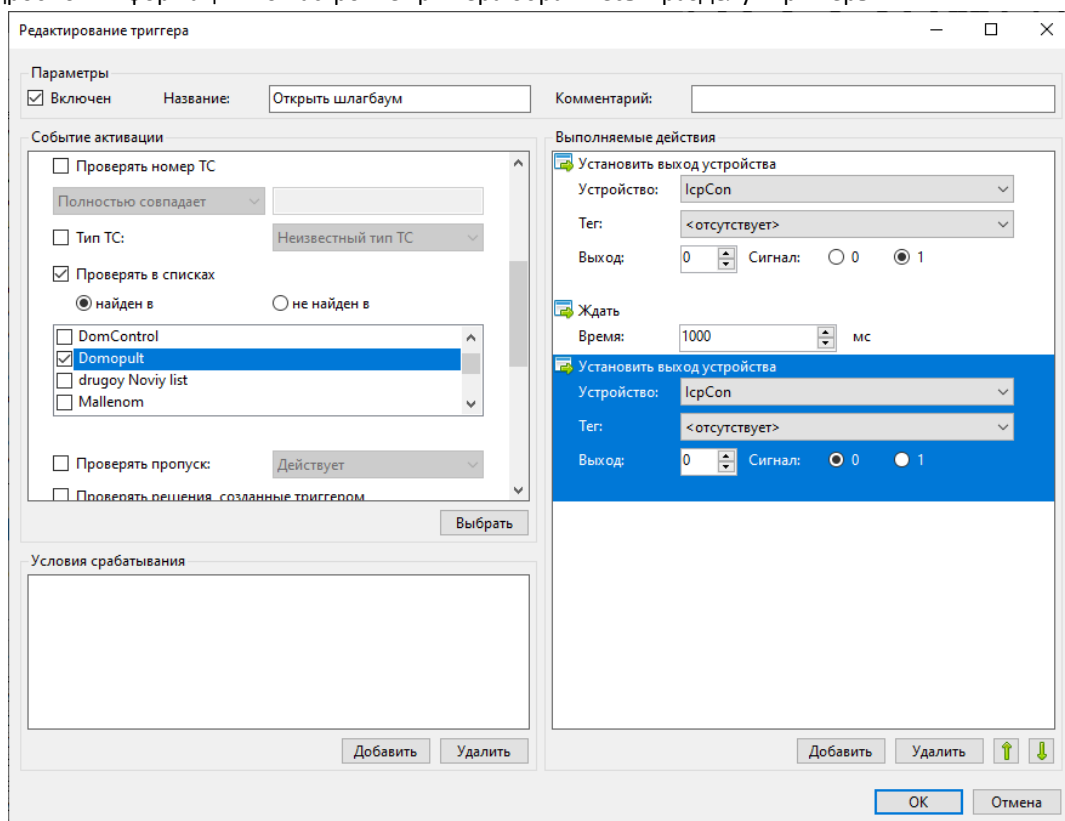 Редактирование триггера
Параметры
Включен Название: Открыть шлагбаум Комментарий:
Событие активации
Проверять номер ТС
Полностью совпадает
Тип ТС: Неизвестный тип ТС
Проверять в списках
найден в не найден в
DomControl
Domopult
drugoy Noviy list
Mallenom
Проверять пропуск: Действует
Проверять решения, созданные триггером
Выбрать
Условия срабатывания
Добавить Удалить
Выполняемые действия
Установить выход устройства
Устройство: IcpCon
Тег: <отсутствует>
Выход: 0 Сигнал: 0 1
Ждать
Время: 1000 мс
Установить выход устройства
Устройство: IcpCon
Тег: <отсутствует>
Выход: 0 Сигнал: 0 1
Добавить Удалить
OK Отмена